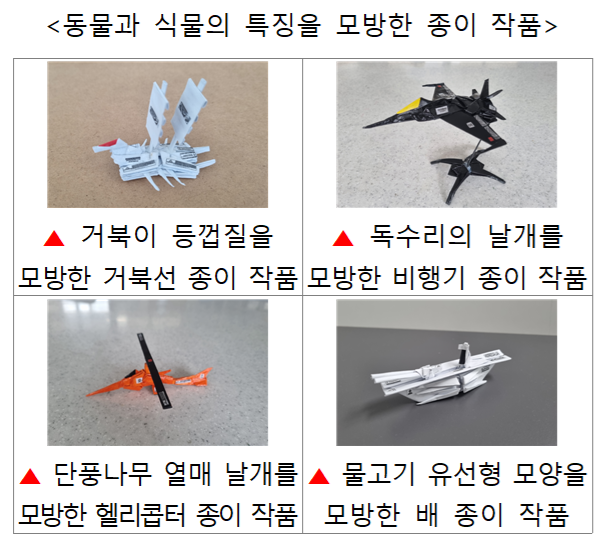 <동물과 식물의 특징을 모방한 종이 작품>
▲ 거북이 등껍질을
모방한 거북선 종이 작품
▲ 독수리의 날개를
모방한 비행기 종이 작품
▲ 단풍나무 열매 날개를
모방한 헬리콥터 종이 작품
▲ 물고기 유선형 모양을
모방한 배 종이 작품